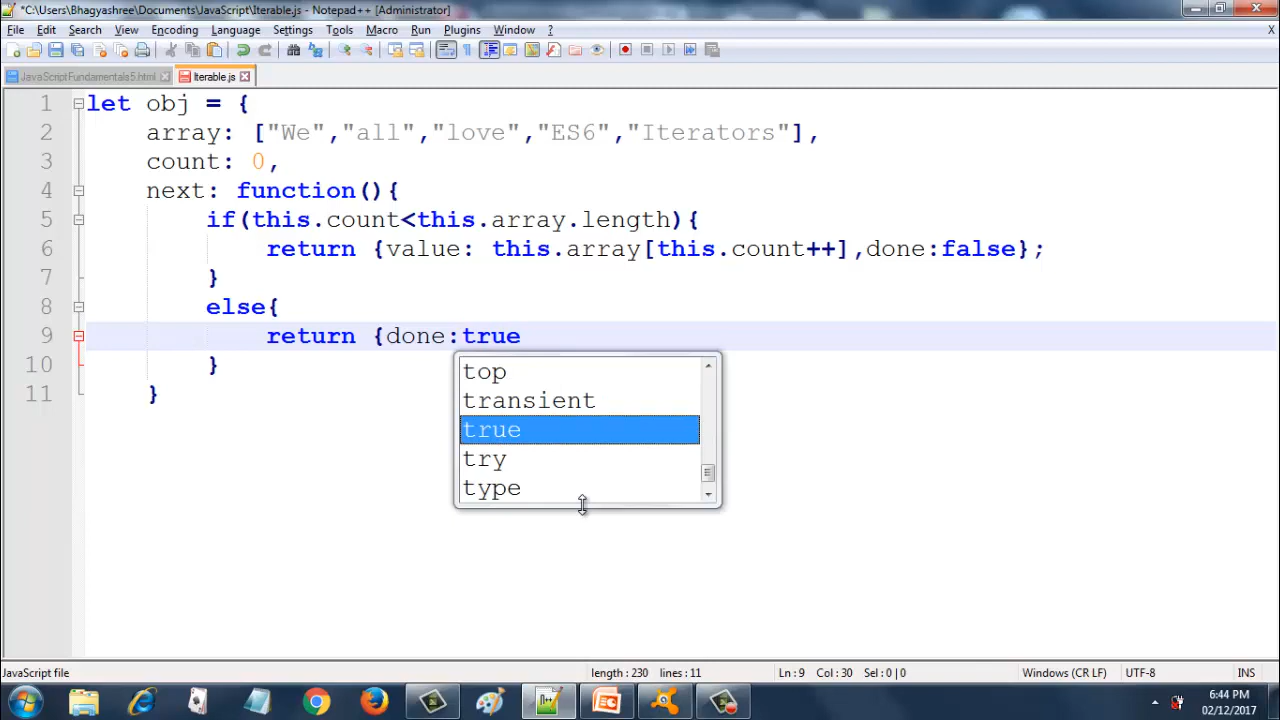 *C:\Users\Bhagyashree\Documents\JavaScript\Iterable.js - Notepad++ [Administrator]
File Edit Search View Encoding Language Settings Tools Macro Run Plugins Window ? X
JavaScriptFundamentals5.html Iterable.js
1 let obj = {
2 array: ["We","all","love","ES6","Iterators"],
3 count: 0,
4 next: function(){
5 if(this.count<this.array.length){
6 return {value: this.array[this.count++],done:false};
7 }
8 else{
9 return {done:true
10 }
11 }
top
transient
true
try
type
JavaScript file length : 230 lines : 11 Ln : 9 Col : 30 Sel : 0 | 0 Windows (CR LF) UTF-8 INS
6:44 PM
02/12/2017